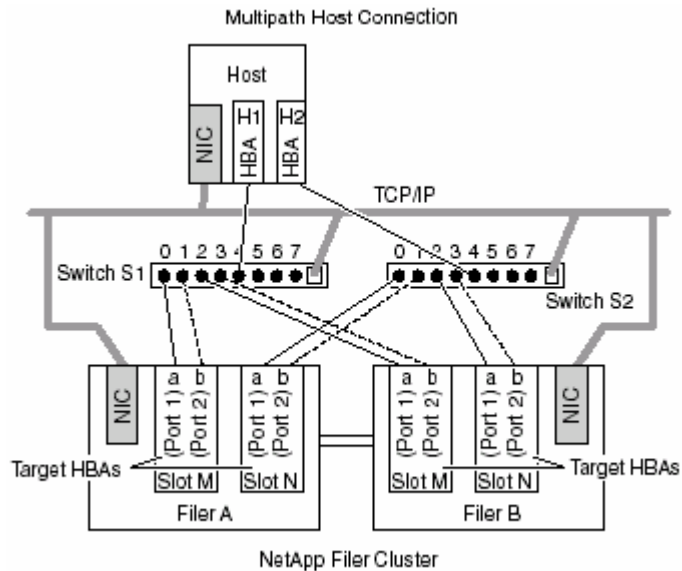 Multipath Host Connection
Host
NIC
H1
HBA
H2
HBA
TCP/IP
0 1 2 3 4 5 6 7
0 1 2 3 4 5 6 7
Switch S1
Switch S2
NIC
a b
(Port 1)
(Port 2)
Slot M
a b
(Port 1)
(Port 2)
Slot N
Target HBAs
Filer A
a b
(Port 1)
(Port 2)
Slot M
a b
(Port 1)
(Port 2)
Slot N
NIC
Target HBAs
Filer B
NetApp Filer Cluster